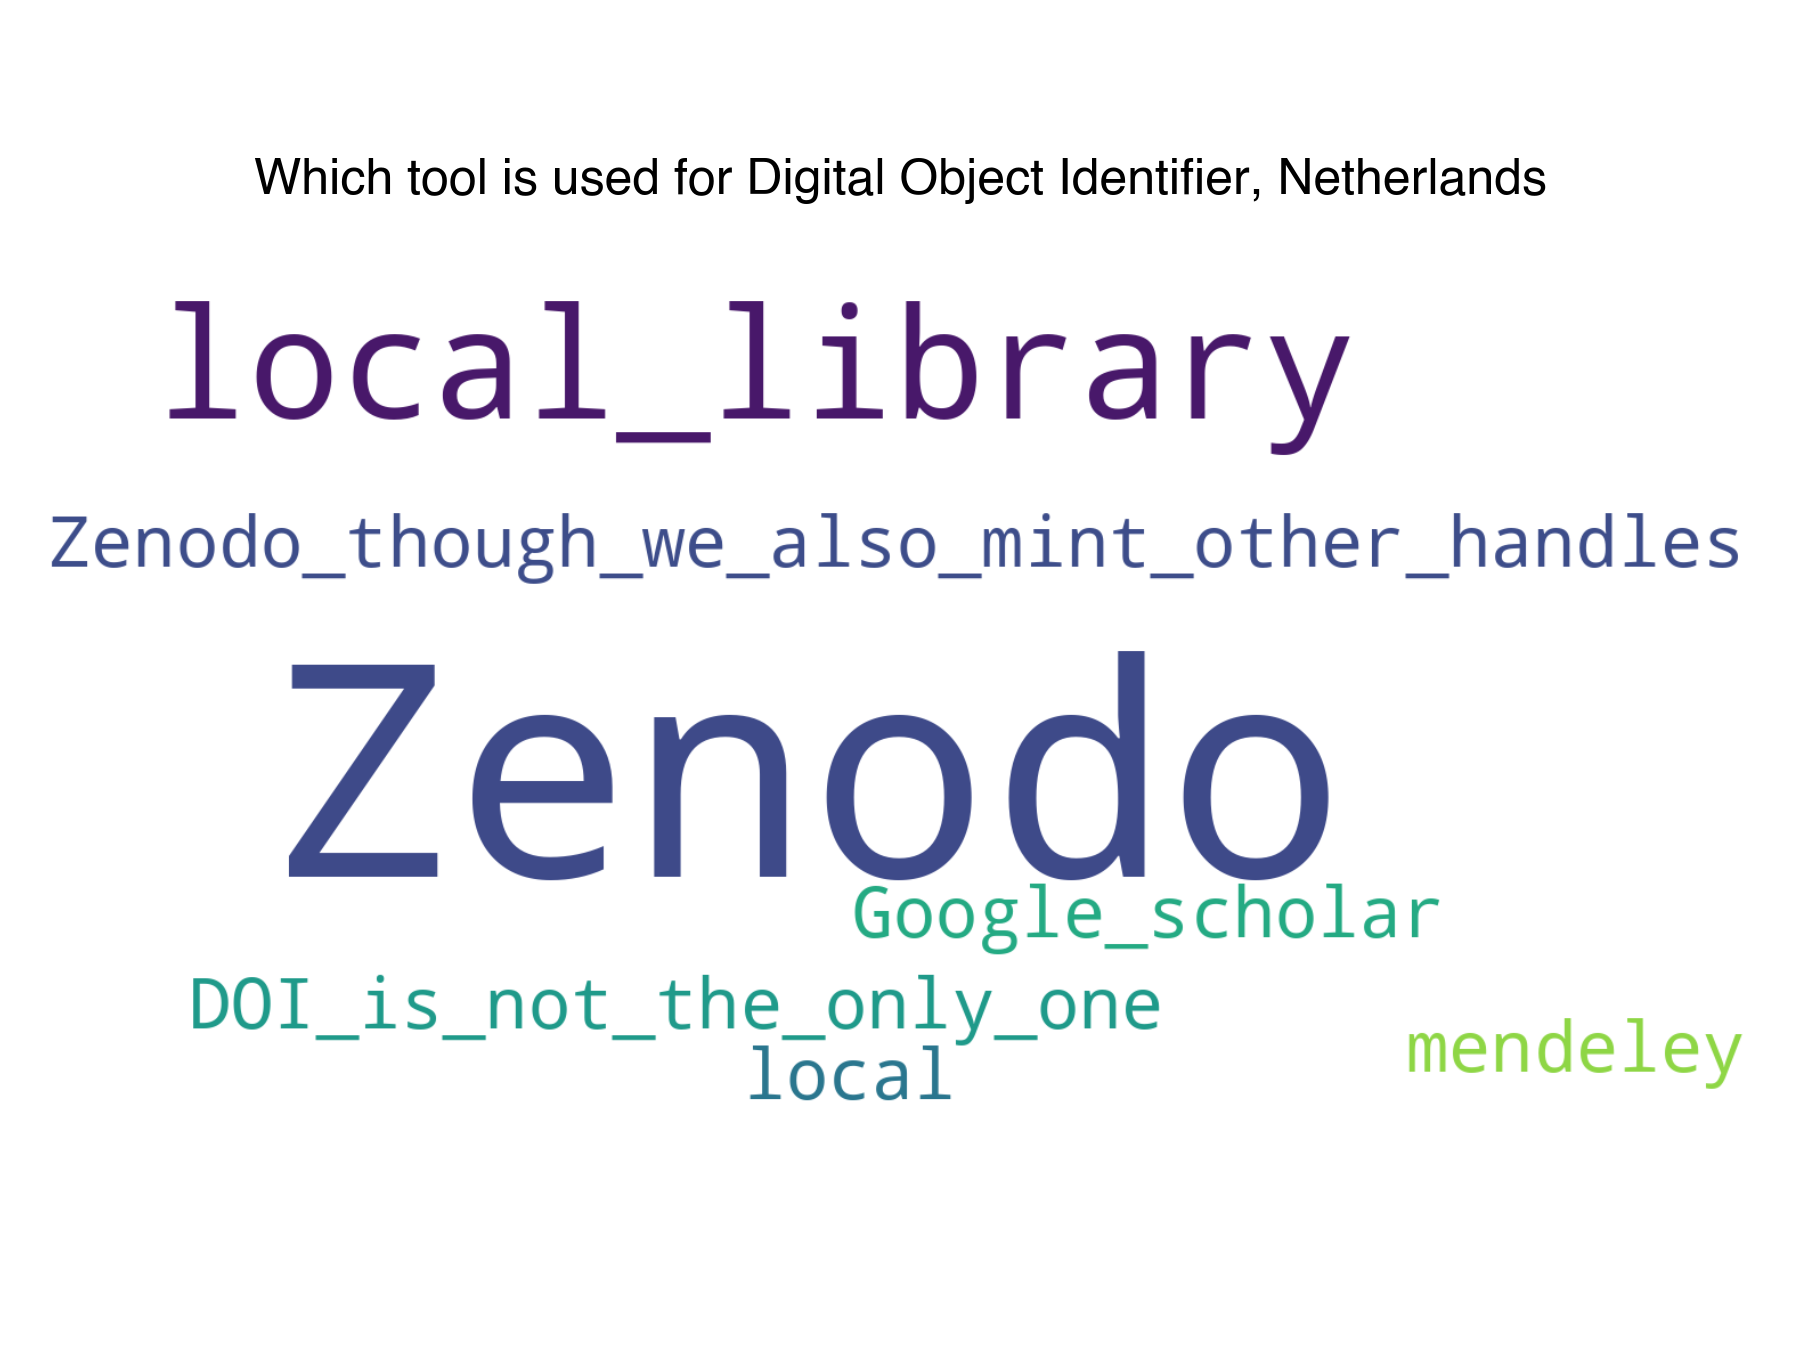 Which tool is used for Digital Object Identifier, Netherlands
local_library
Zenodo_though_we_also_mint_other_handles
Zenodo
Google_scholar
DOI_is_not_the_only_one
mendeley
local